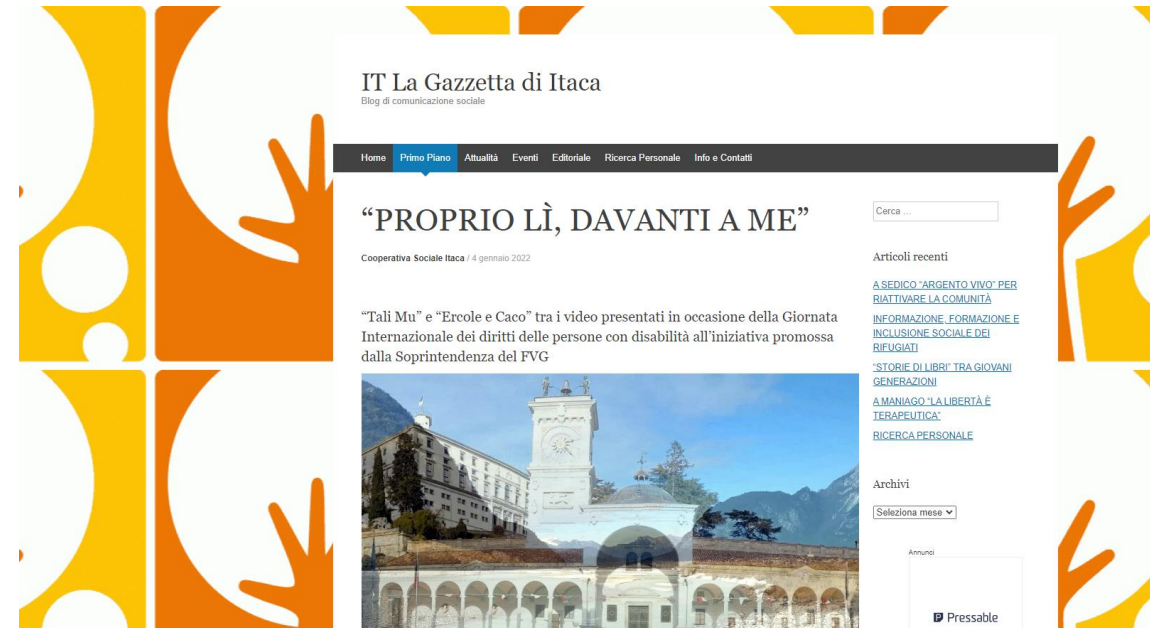 IT La Gazzetta di Itaca
Blog di comunicazione sociale
Home Primo Piano Attualità Eventi Editoriale Ricerca Personale Info e Contatti
“PROPRIO LÌ, DAVANTI A ME”
Cooperativa Sociale Itaca / 4 gennaio 2022
“Tali Mu” e “Ercole e Caco” tra i video presentati in occasione della Giornata
Internazionale dei diritti delle persone con disabilità all’iniziativa promossa
dalla Soprintendenza del FVG
Cerca ...
Articoli recenti
A SEDICO “ARGENTO VIVO” PER
RIATTIVARE LA COMUNITÀ
INFORMAZIONE, FORMAZIONE E
INCLUSIONE SOCIALE DEI
RIFUGIATI
“STORIE DI LIBRI” TRA GIOVANI
GENERAZIONI
A MANIAGO “LA LIBERTÀ È
TERAPEUTICA”
RICERCA PERSONALE
Archivi
Seleziona mese
Annunci
Pressable